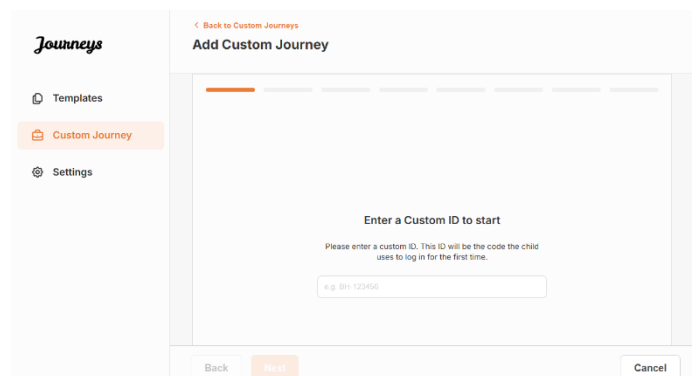 < Back to Custom Journeys
Journeys
Add Custom Journey
Templates
Custom Journey
Settings
Enter a Custom ID to start
Please enter a custom ID. This ID will be the code the child
uses to log in for the first time.
e.g. BH-123456
Back
Next
Cancel